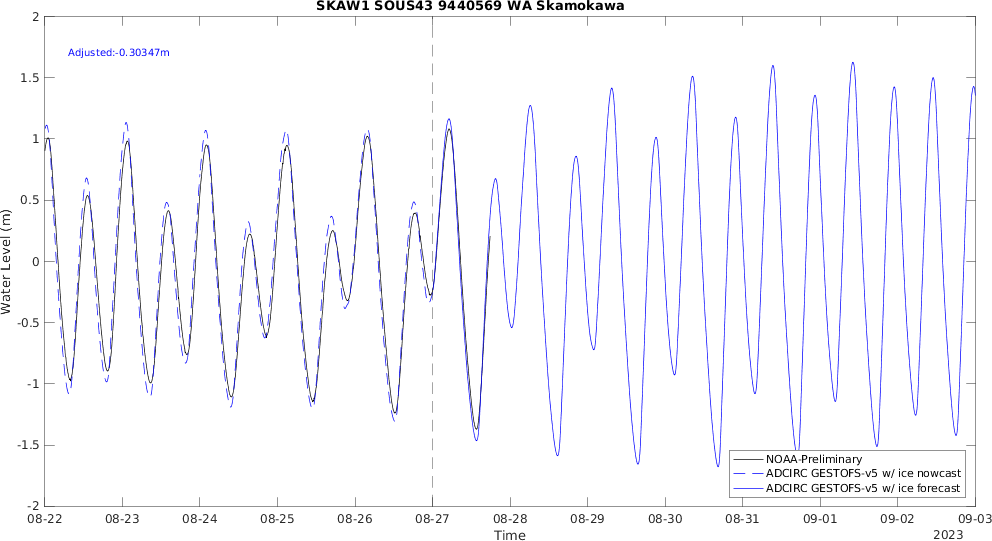 SKAW1 SOUS43 9440569 WA Skamokawa
Adjusted:-0.30347m
2
1.5
1
0.5
0
-0.5
-1
-1.5
-2
Water Level (m)
NOAA-Preliminary
ADCIRC GESTOFS-v5 w/ ice nowcast
ADCIRC GESTOFS-v5 w/ ice forecast
08-22 08-23 08-24 08-25 08-26 08-27 08-28 08-29 08-30 08-31 09-01 09-02 09-03
Time
2023